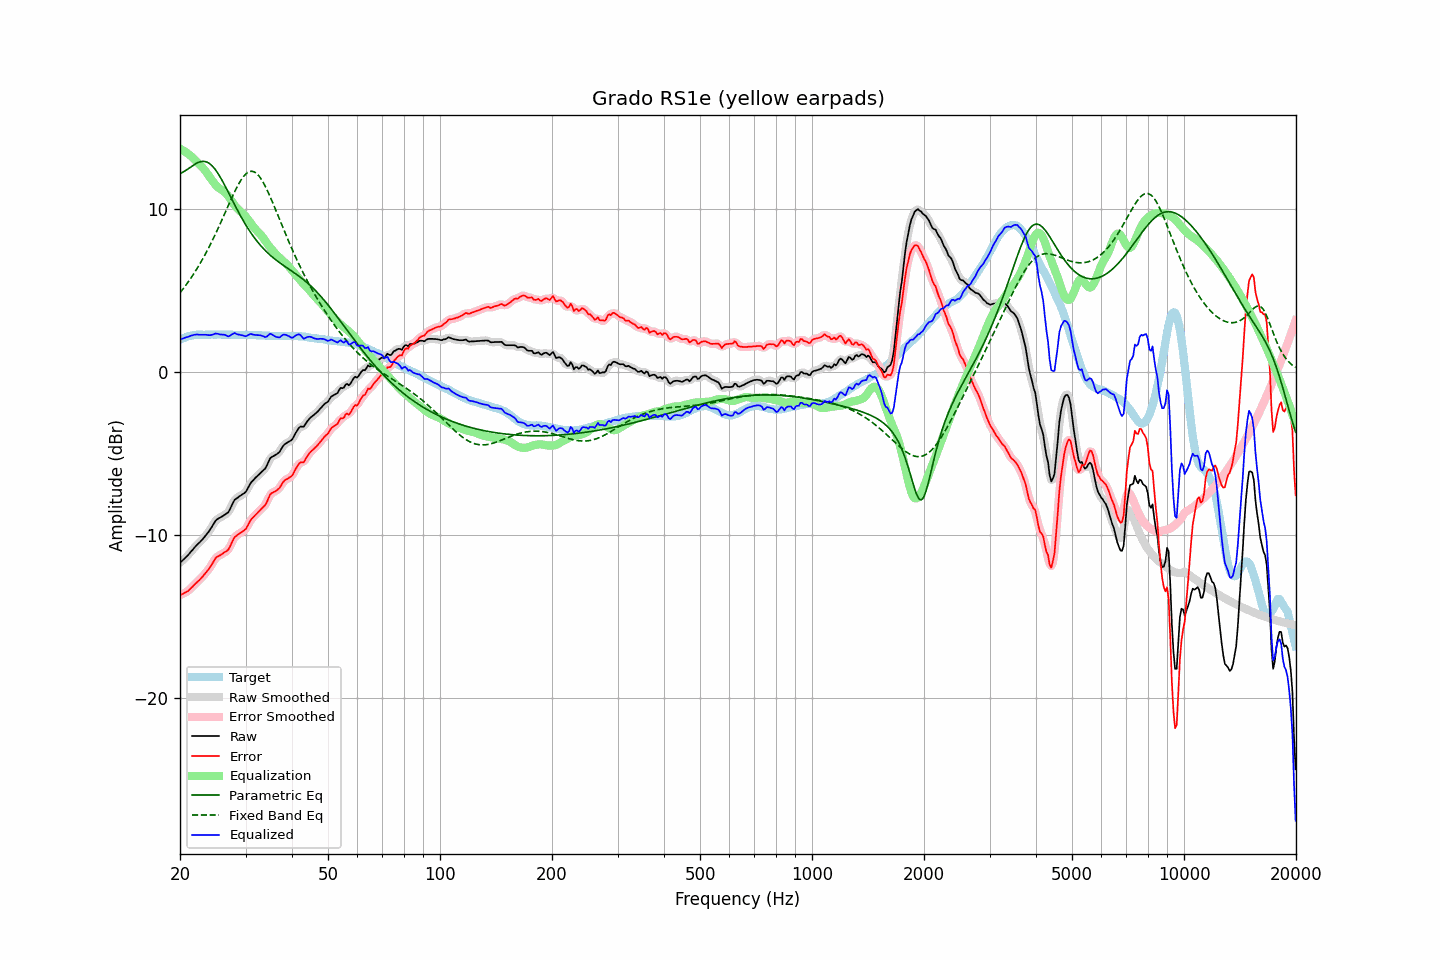 Grado RS1e (yellow earpads)
Amplitude (dBr)
10
0
−10
−20
Target
Raw Smoothed
Error Smoothed
Raw
Error
Equalization
Parametric Eq
Fixed Band Eq
Equalized
20 50 100 200 500 1000 2000 5000 10000 20000
Frequency (Hz)